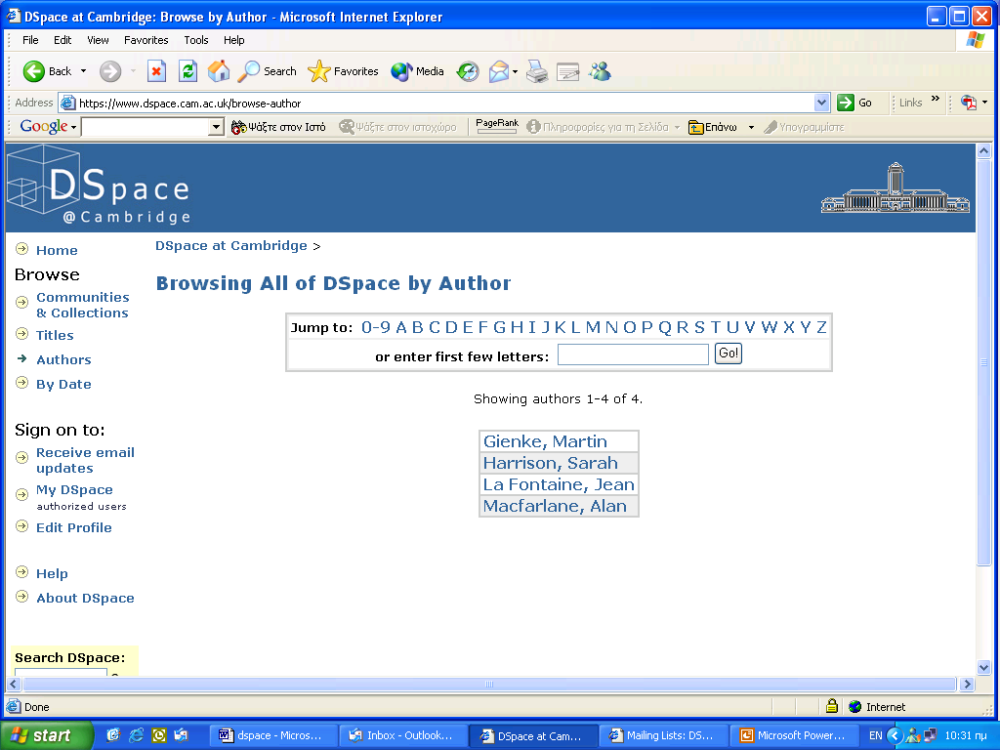 DSpace at Cambridge: Browse by Author - Microsoft Internet Explorer
File Edit View Favorites Tools Help
Back Search Favorites Media
Address https://www.dspace.cam.ac.uk/browse-author Go Links »
Google Ψάξτε στον Ιστό Ψάξτε στον ιστοχώρο PageRank Πληροφορίες για τη Σελίδα Επάνω Υπογραμμίστε
DSpace
@Cambridge
Home
Browse
Communities
& Collections
Titles
Authors
By Date
Sign on to:
Receive email
updates
My DSpace
authorized users
Edit Profile
Help
About DSpace
Search DSpace:
DSpace at Cambridge >
Browsing All of DSpace by Author
Jump to: 0-9 A B C D E F G H I J K L M N O P Q R S T U V W X Y Z
or enter first few letters: Go!
Showing authors 1-4 of 4.
Gienke, Martin
Harrison, Sarah
La Fontaine, Jean
Macfarlane, Alan
Done Internet
start dspace - Micros... Inbox - Outlook... DSpace at Cam... Mailing Lists: DS... Microsoft Power... EN 10:31 πμ